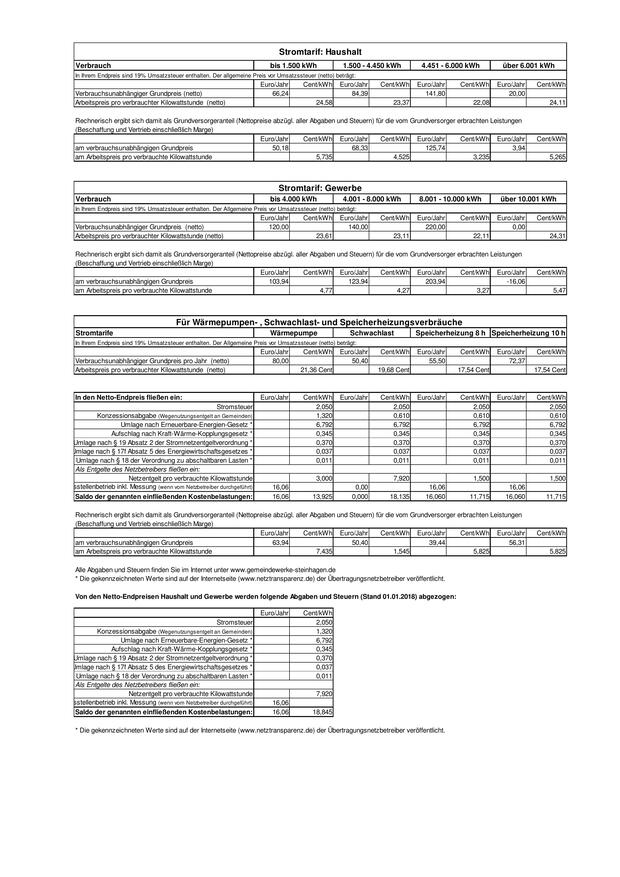 Stromtarif: Haushalt
Verbrauch bis 1.500 kWh 1.500 - 4.450 kWh 4.451 - 6.000 kWh über 6.001 kWh
In Ihrem Endpreis sind 19% Umsatzsteuer enthalten. Der allgemeine Preis vor Umsatzsteuer (netto) beträgt:
Euro/Jahr Cent/kWh Euro/Jahr Cent/kWh Euro/Jahr Cent/kWh Euro/Jahr Cent/kWh
Verbrauchsunabhängiger Grundpreis (netto) 66,24 84,39 141,80 20,00
Arbeitspreis pro verbrauchter Kilowattstunde (netto) 24,58 23,37 22,08 24,11
Rechnerisch ergibt sich damit als Grundversorgeranteil (Nettopreise abzügl. aller Abgaben und Steuern) für die vom Grundversorger erbrachten Leistungen
(Beschaffung und Vertrieb einschließlich Marge)
Euro/Jahr Cent/kWh Euro/Jahr Cent/kWh Euro/Jahr Cent/kWh Euro/Jahr Cent/kWh
am verbrauchsunabhängigen Grundpreis 50,18 68,33 125,74 3,94
am Arbeitspreis pro verbrauchte Kilowattstunde 5,735 4,525 3,235 5,265
Stromtarif: Gewerbe
Verbrauch bis 4.000 kWh 4.001 - 8.000 kWh 8.001 - 10.000 kWh über 10.001 kWh
In Ihrem Endpreis sind 19% Umsatzsteuer enthalten. Der Allgemeine Preis vor Umsatzsteuer (netto) beträgt:
Euro/Jahr Cent/kWh Euro/Jahr Cent/kWh Euro/Jahr Cent/kWh Euro/Jahr Cent/kWh
Verbrauchsunabhängiger Grundpreis (netto) 120,00 140,00 220,00 0,00
Arbeitspreis pro verbrauchter Kilowattstunde (netto) 23,61 23,11 22,11 24,31
Rechnerisch ergibt sich damit als Grundversorgeranteil (Nettopreise abzügl. aller Abgaben und Steuern) für die vom Grundversorger erbrachten Leistungen
(Beschaffung und Vertrieb einschließlich Marge)
Euro/Jahr Cent/kWh Euro/Jahr Cent/kWh Euro/Jahr Cent/kWh Euro/Jahr Cent/kWh
am verbrauchsunabhängigen Grundpreis 103,94 123,94 203,94 -16,06
am Arbeitspreis pro verbrauchte Kilowattstunde 4,77 4,27 3,27 5,47
Für Wärmepumpen- , Schwachlast- und Speicherheizungsverbräuche
Stromtarife Wärmepumpe Schwachlast Speicherheizung 8 h Speicherheizung 10 h
In Ihrem Endpreis sind 19% Umsatzsteuer enthalten. Der Allgemeine Preis vor Umsatzsteuer (netto) beträgt:
Euro/Jahr Cent/kWh Euro/Jahr Cent/kWh Euro/Jahr Cent/kWh Euro/Jahr Cent/kWh
Verbrauchsunabhängiger Grundpreis pro Jahr (netto) 80,00 50,40 55,50 72,37
Arbeitspreis pro verbrauchter Kilowattstunde (netto) 21,36 Cent 19,68 Cent 17,54 Cent 17,54 Cent
In den Netto-Endpreis fließen ein: Euro/Jahr Cent/kWh Euro/Jahr Cent/kWh Euro/Jahr Cent/kWh Euro/Jahr Cent/kWh
Stromsteuer 2,050 2,050 2,050 2,050
Konzessionsabgabe (Wegenutzungsentgelt an Gemeinden) 1,320 0,610 0,610 0,610
Umlage nach Erneuerbare-Energien-Gesetz * 6,792 6,792 6,792 6,792
Aufschlag nach Kraft-Wärme-Kopplungsgesetz * 0,345 0,345 0,345 0,345
Umlage nach § 19 Absatz 2 der Stromnetzentgeltverordnung * 0,370 0,370 0,370 0,370
mlage nach § 17f Absatz 5 des Energiewirtschaftsgesetzes * 0,037 0,037 0,037 0,037
Umlage nach § 18 der Verordnung zu abschaltbaren Lasten * 0,011 0,011 0,011 0,011
Als Entgelte des Netzbetreibers fließen ein:
Netzentgelt pro verbrauchte Kilowattstunde 3,000 7,920 1,500 1,500
sstellenbetrieb inkl. Messung (wenn vom Netzbetreiber durchgeführt) 16,06 0,00 16,06 16,06
Saldo der genannten einfließenden Kostenbelastungen: 16,06 13,925 0,000 18,135 16,060 11,715 16,060 11,715
Rechnerisch ergibt sich damit als Grundversorgeranteil (Nettopreise abzügl. aller Abgaben und Steuern) für die vom Grundversorger erbrachten Leistungen
(Beschaffung und Vertrieb einschließlich Marge)
Euro/Jahr Cent/kWh Euro/Jahr Cent/kWh Euro/Jahr Cent/kWh Euro/Jahr Cent/kWh
am verbrauchsunabhängigen Grundpreis 63,94 50,40 39,44 56,31
am Arbeitspreis pro verbrauchte Kilowattstunde 7,435 1,545 5,825 5,825
Alle Abgaben und Steuern finden Sie im Internet unter www.gemeindewerke-steinhagen.de
* Die gekennzeichneten Werte sind auf der Internetseite (www.netztransparenz.de) der Übertragungsnetzbetreiber veröffentlicht.
Von den Netto-Endpreisen Haushalt und Gewerbe werden folgende Abgaben und Steuern (Stand 01.01.2018) abgezogen:
Euro/Jahr Cent/kWh
Stromsteuer 2,050
Konzessionsabgabe (Wegenutzungsentgelt an Gemeinden) 1,320
Umlage nach Erneuerbare-Energien-Gesetz * 6,792
Aufschlag nach Kraft-Wärme-Kopplungsgesetz * 0,345
Umlage nach § 19 Absatz 2 der Stromnetzentgeltverordnung * 0,370
mlage nach § 17f Absatz 5 des Energiewirtschaftsgesetzes * 0,037
Umlage nach § 18 der Verordnung zu abschaltbaren Lasten * 0,011
Als Entgelte des Netzbetreibers fließen ein:
Netzentgelt pro verbrauchte Kilowattstunde 7,920
sstellenbetrieb inkl. Messung (wenn vom Netzbetreiber durchgeführt) 16,06
Saldo der genannten einfließenden Kostenbelastungen: 16,06 18,845
* Die gekennzeichneten Werte sind auf der Internetseite (www.netztransparenz.de) der Übertragungsnetzbetreiber veröffentlicht.